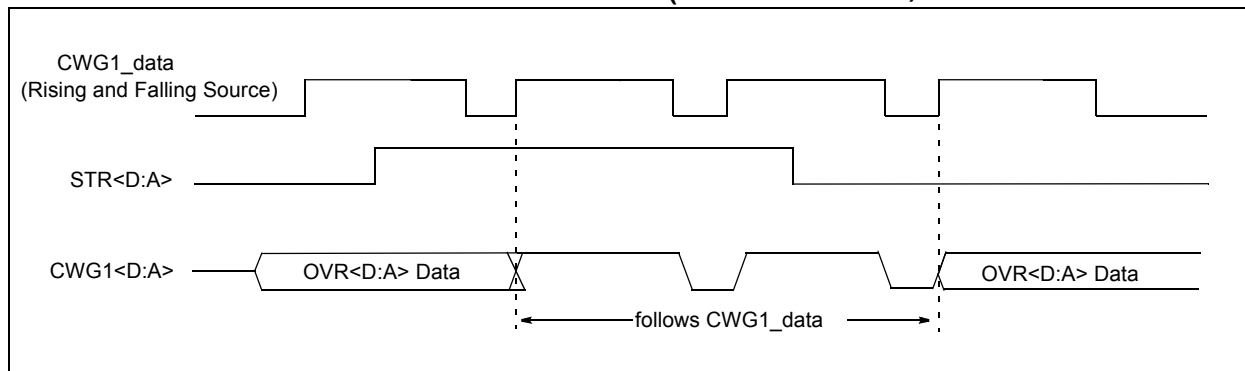 CWG1_data
(Rising and Falling Source)
STR<D:A>
CWG1<D:A>
OVR<D:A> Data
OVR<D:A> Data
follows CWG1_data